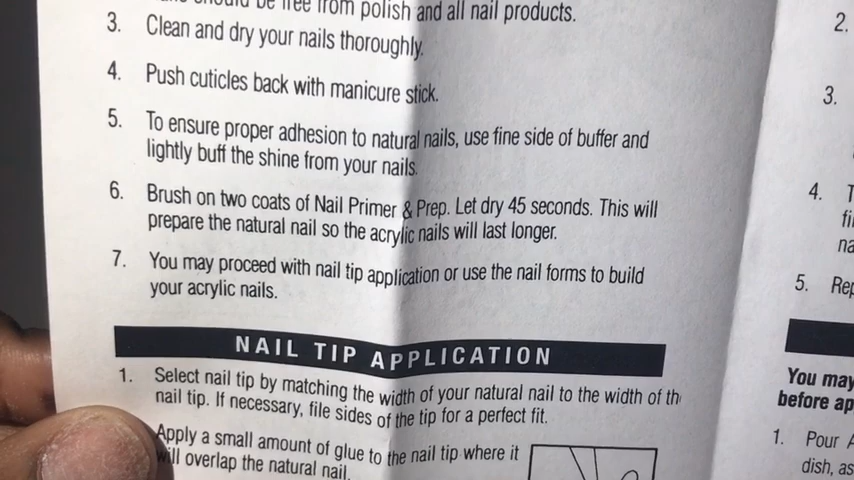 should be free from polish and all nail products.
3. Clean and dry your nails thoroughly.
4. Push cuticles back with manicure stick.
5. To ensure proper adhesion to natural nails, use fine side of buffer and
lightly buff the shine from your nails.
6. Brush on two coats of Nail Primer & Prep. Let dry 45 seconds. This will
prepare the natural nail so the acrylic nails will last longer.
7. You may proceed with nail tip application or use the nail forms to build
your acrylic nails.
NAIL TIP APPLICATION
1. Select nail tip by matching the width of your natural nail to the width of
nail tip. If necessary, file sides of the tip for a perfect fit.
Apply a small amount of glue to the nail tip where it
will overlap the natural nail.
2.
3.
4.
5.
You may
before
1. Pour
dish, as